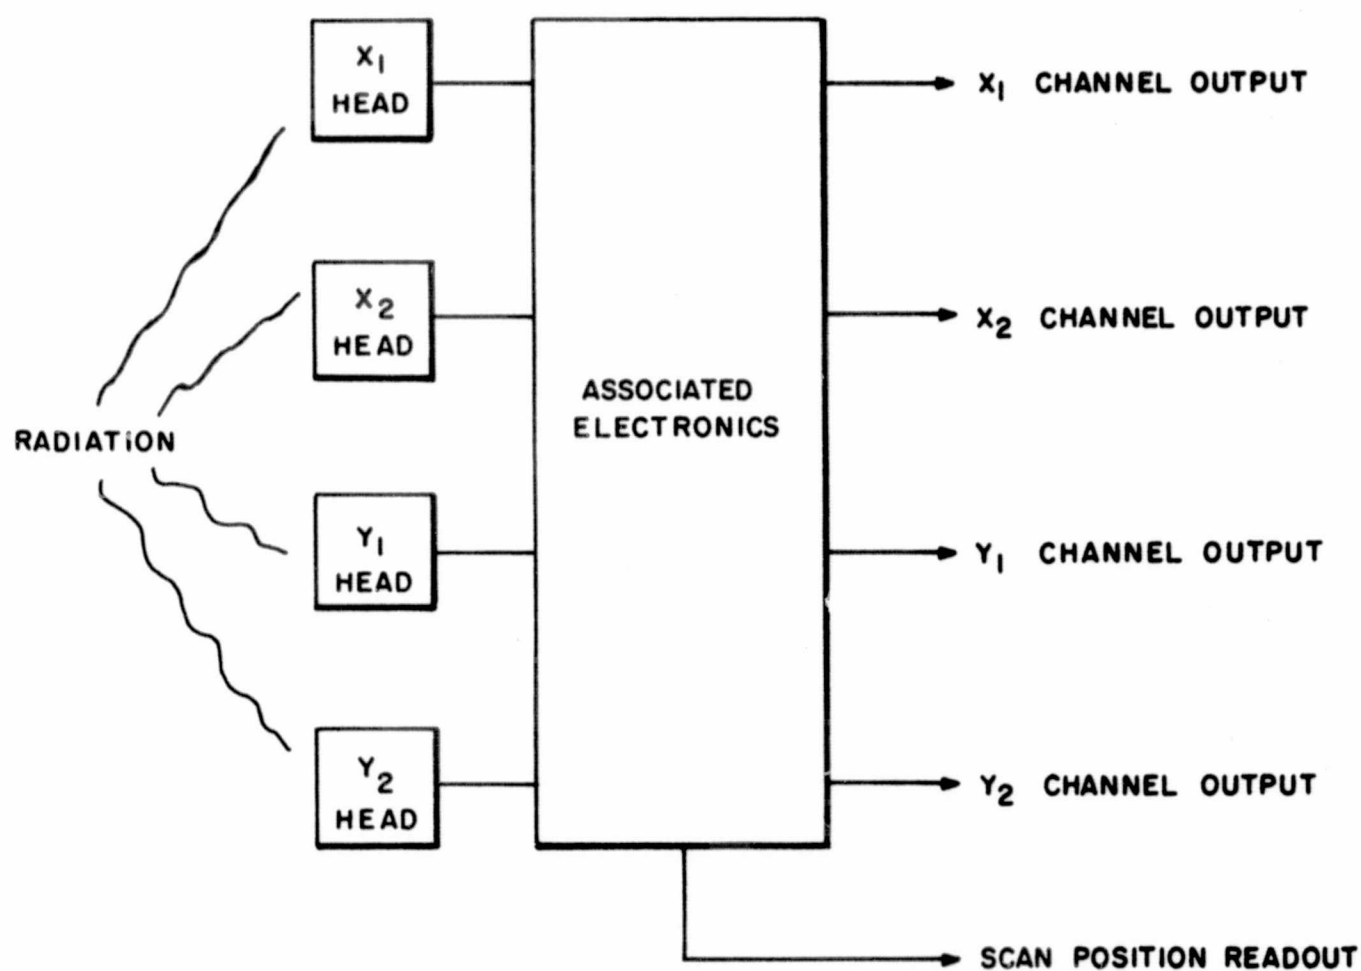 X1
HEAD
X1 CHANNEL OUTPUT
X2
HEAD
X2 CHANNEL OUTPUT
ASSOCIATED
ELECTRONICS
RADIATiON
Y1
HEAD
Y1 CHANNEL OUTPUT
Y2
HEAD
Y2 CHANNEL OUTPUT
SCAN POSITION READOUT